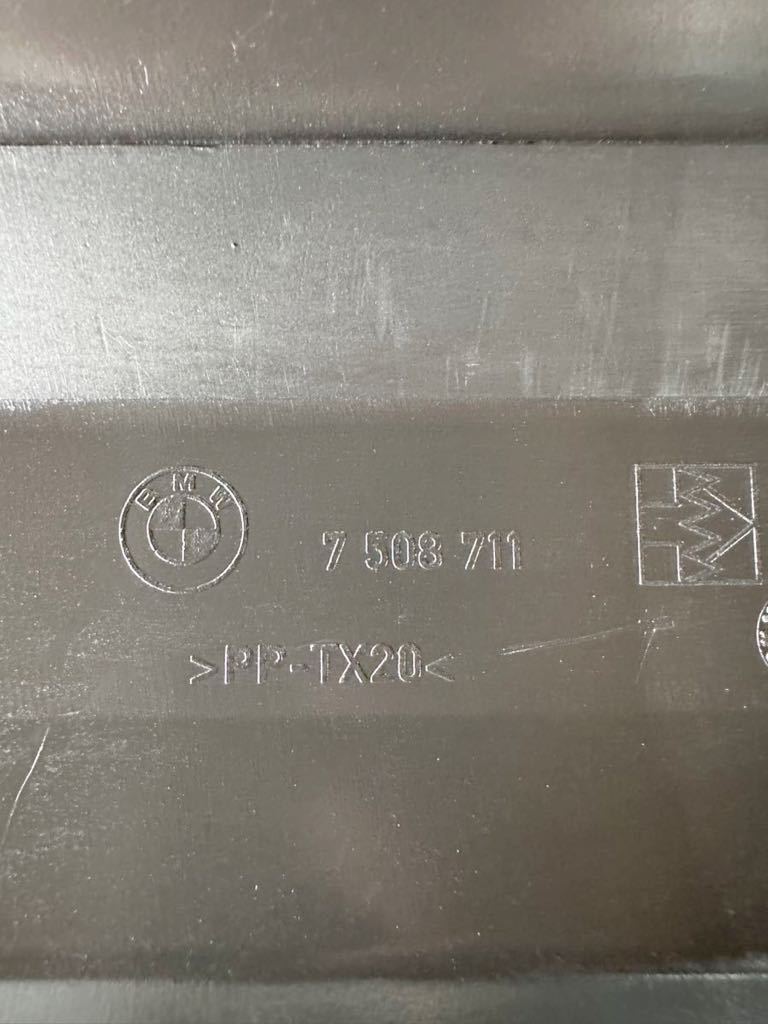 BMW
7 508 711
>PP-TX20<